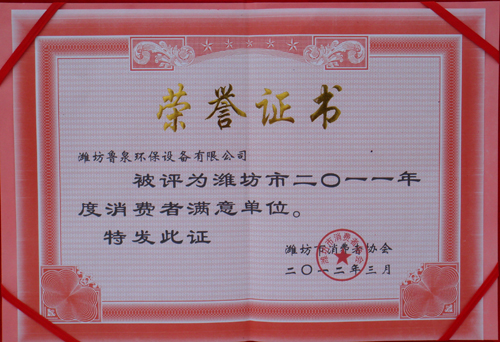 荣誉证书
潍坊鲁泉环保设备有限公司
被评为潍坊市二〇一一年
度消费者满意单位。
特发此证
潍坊市消费者协会
二〇一二年三月